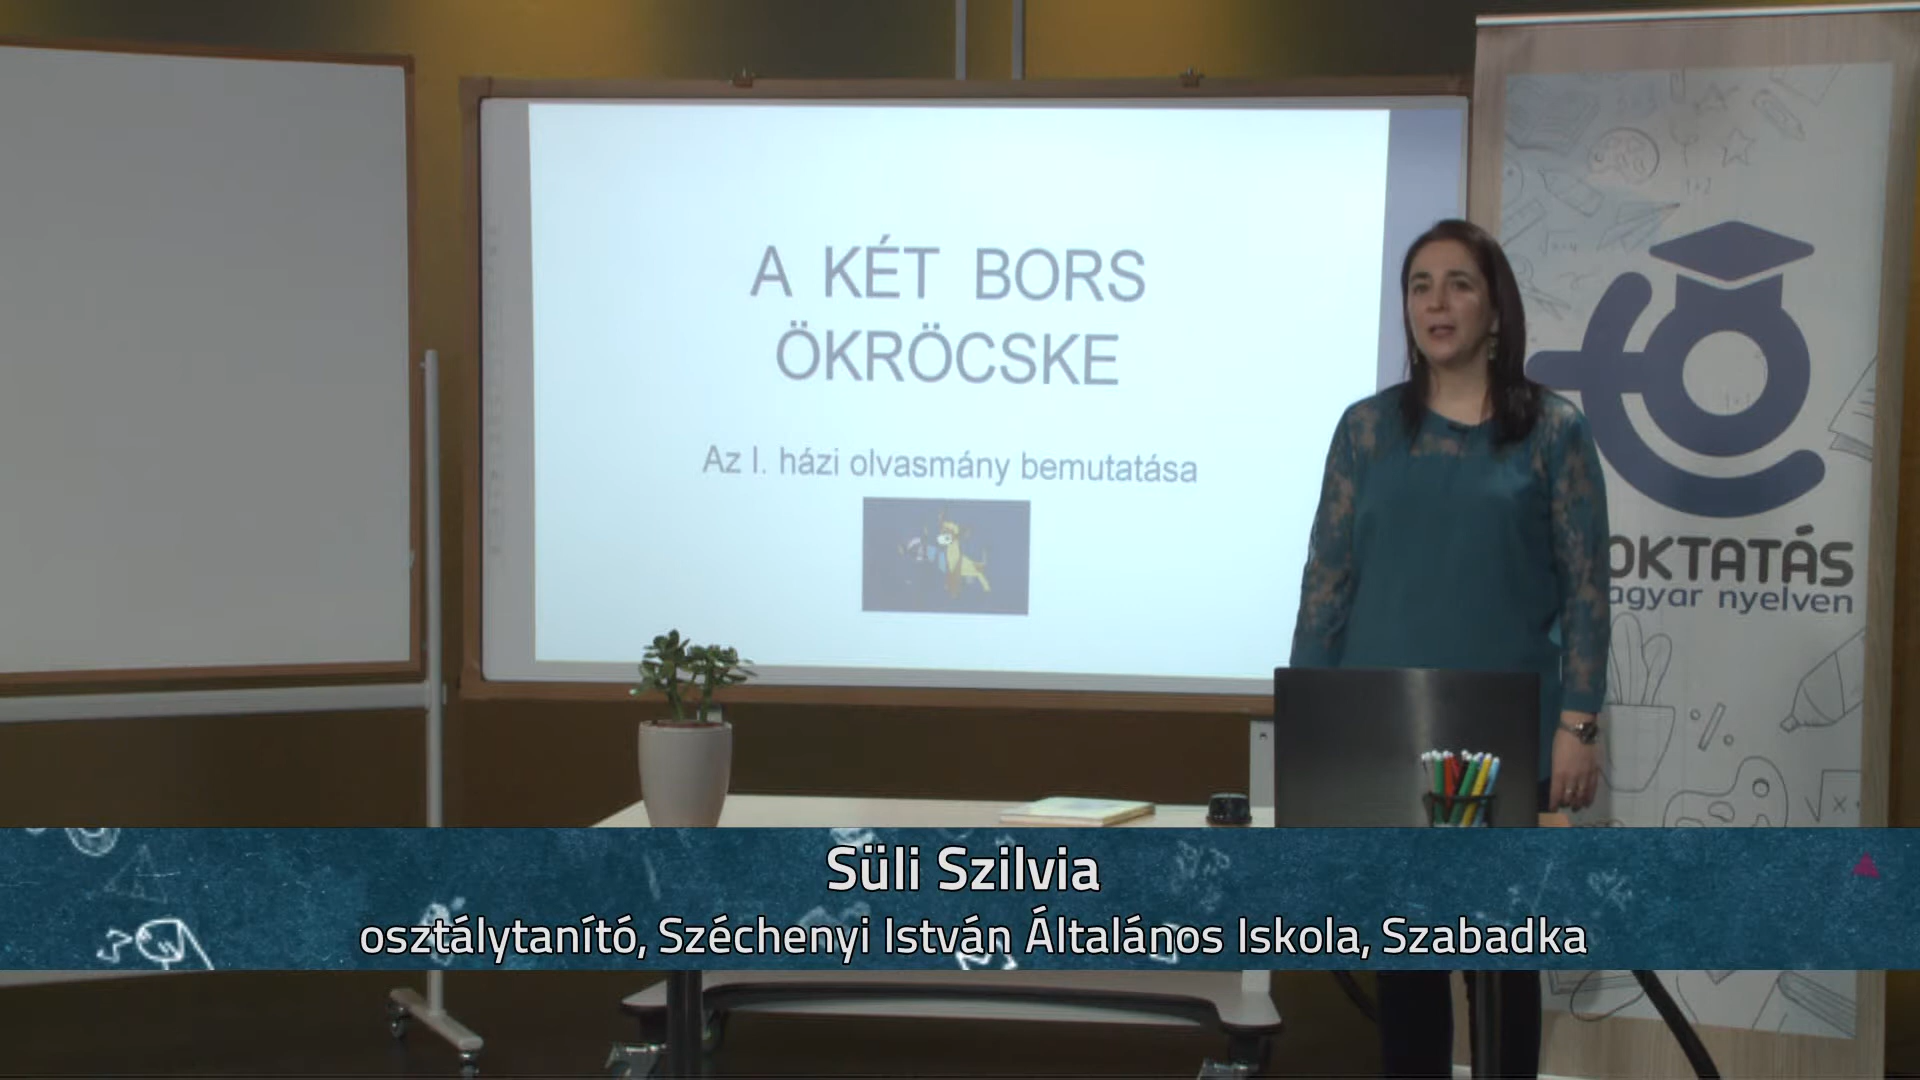 A KÉT BORS
ÖKRÖCSKE
Az I. házi olvasmány bemutatása
OKTATÁS
agyar nyelven
Süli Szilvia
osztálytanító, Széchenyi István Általános Iskola, Szabadka